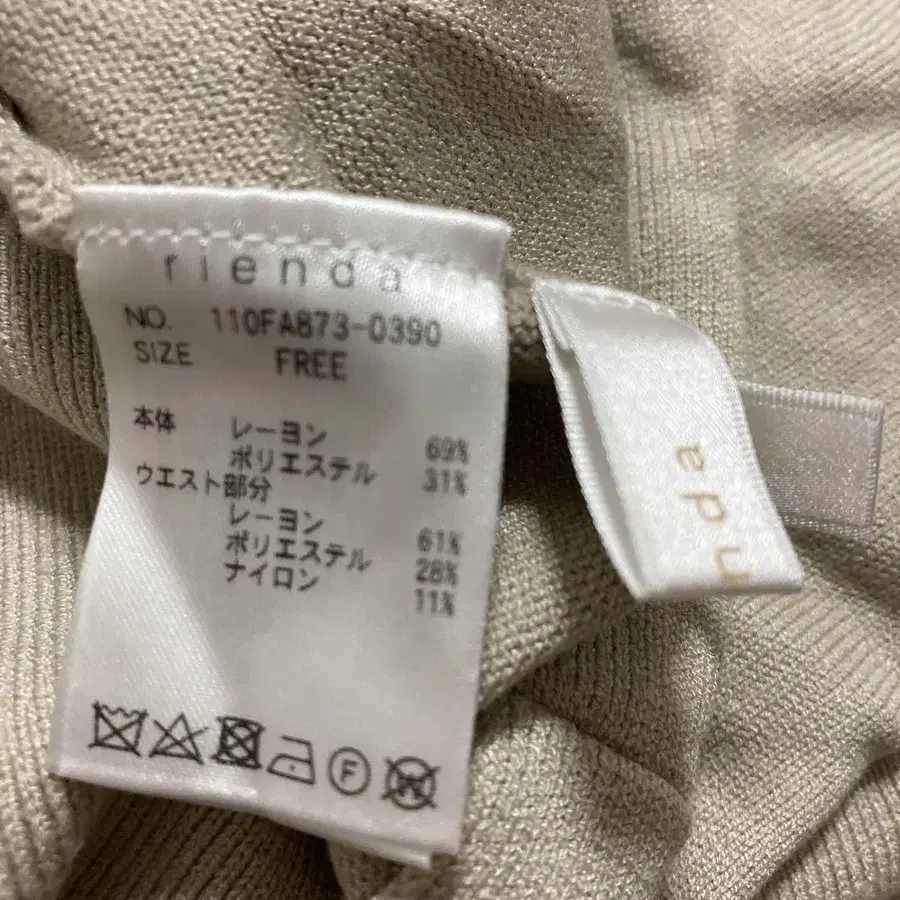 rienda
NO. 110FA873-0390
SIZE FREE
本体 レーヨン 69%
ポリエステル 31%
ウエスト部分
レーヨン 61%
ポリエステル 28%
ナイロン 11%
F
W